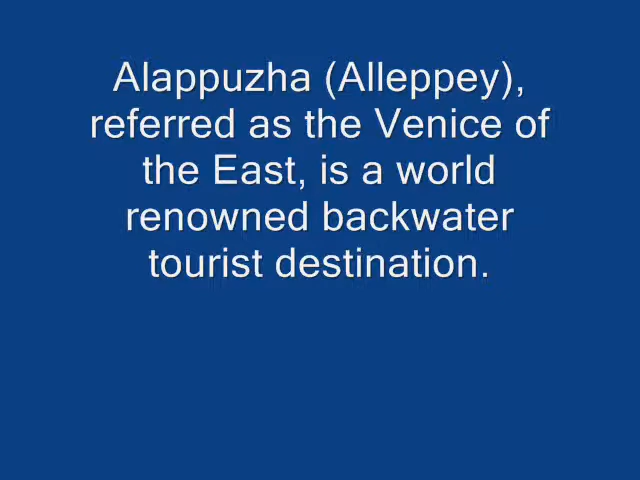 Alappuzha (Alleppey),
referred as the Venice of
the East, is a world
renowned backwater
tourist destination.